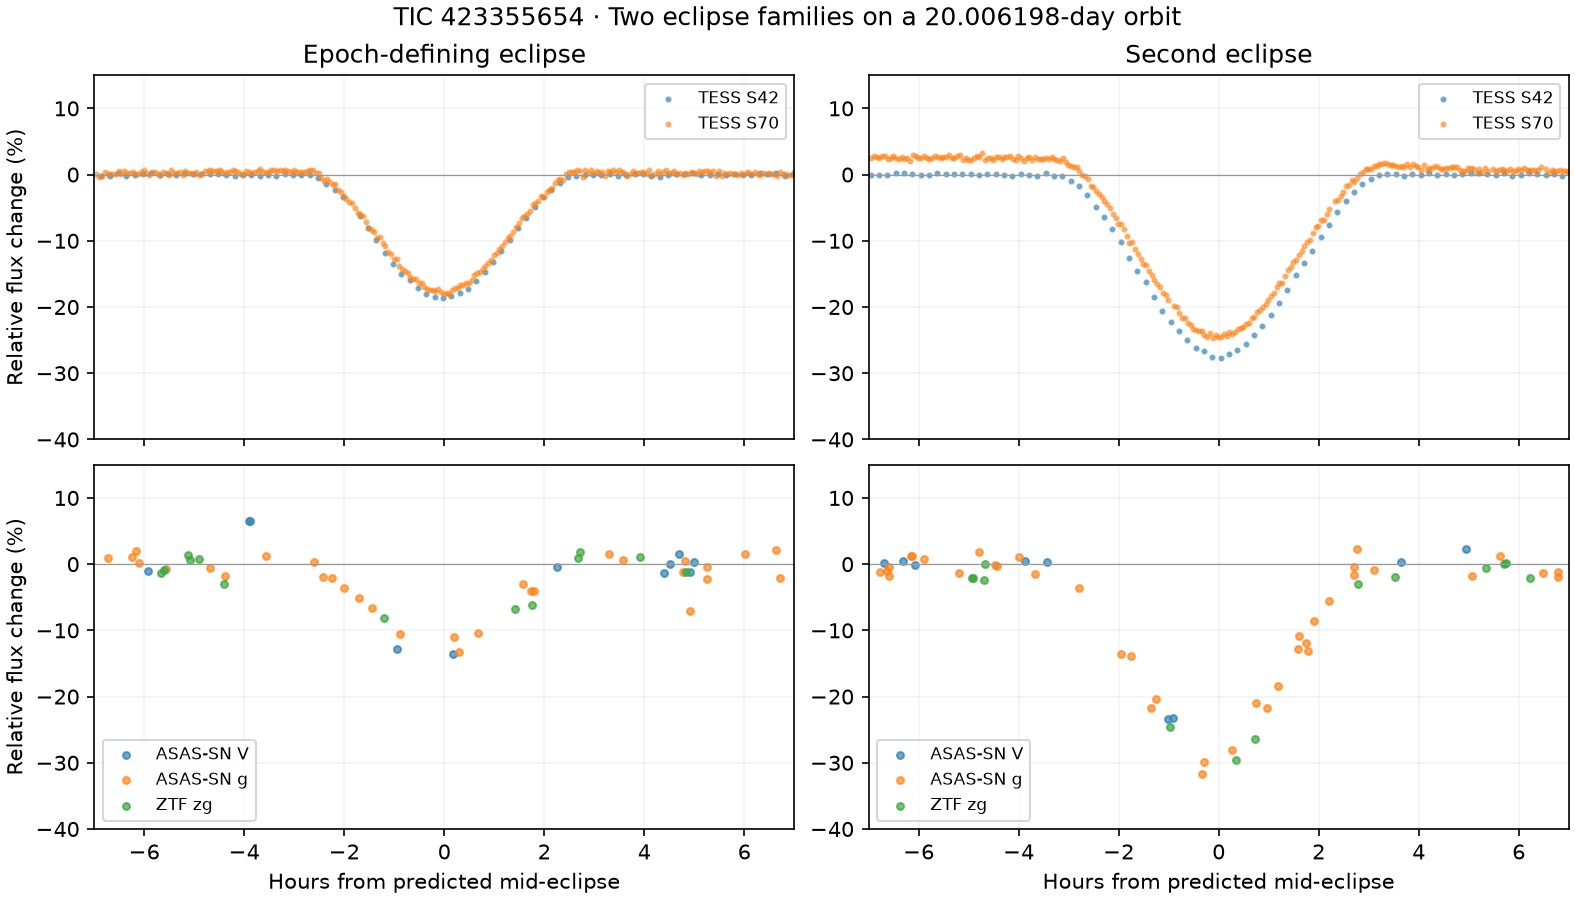 TIC 423355654 · Two eclipse families on a 20.006198-day orbit
Epoch-defining eclipse
Second eclipse
Relative flux change (%)
10
0
−10
−20
−30
−40
TESS S42
TESS S70
10
0
−10
−20
−30
−40
TESS S42
TESS S70
Relative flux change (%)
10
0
−10
−20
−30
−40
ASAS-SN V
ASAS-SN g
ZTF zg
−6 −4 −2 0 2 4 6
Hours from predicted mid-eclipse
10
0
−10
−20
−30
−40
ASAS-SN V
ASAS-SN g
ZTF zg
−6 −4 −2 0 2 4 6
Hours from predicted mid-eclipse